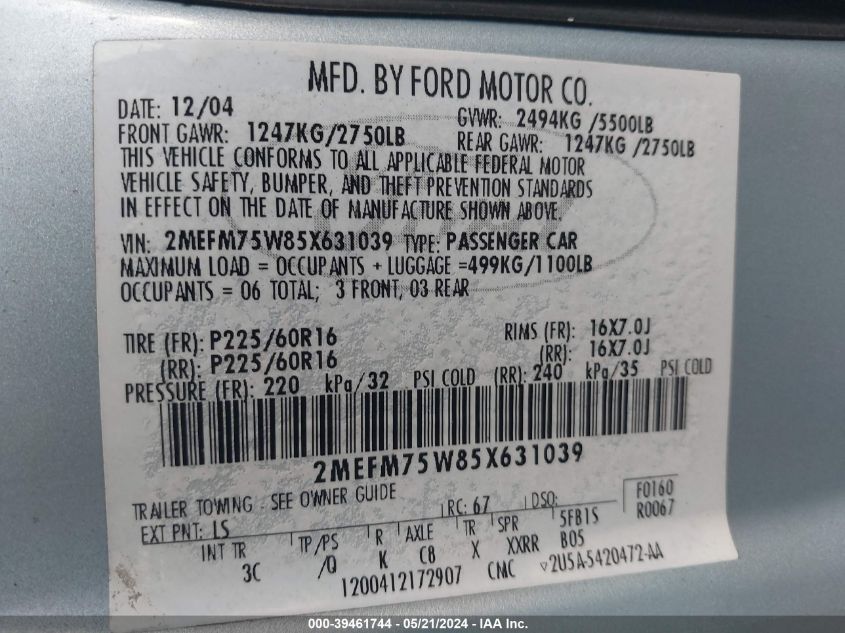 MFD. BY FORD MOTOR CO.
DATE: 12/04 GVWR: 2494KG /5500LB
FRONT GAWR: 1247KG/2750LB REAR GAWR: 1247KG /2750LB
THIS VEHICLE CONFORMS TO ALL APPLICABLE FEDERAL MOTOR
VEHICLE SAFETY, BUMPER, AND THEFT PREVENTION STANDARDS
IN EFFECT ON THE DATE OF MANUFACTURE SHOWN ABOVE.
VIN: 2MEFM75W85X631039 TYPE: PASSENGER CAR
MAXIMUM LOAD = OCCUPANTS + LUGGAGE =499KG/1100LB
OCCUPANTS = 06 TOTAL; 3 FRONT, 03 REAR
TIRE (FR): P225/60R16 RIMS (FR): 16X7.0J
(RR): P225/60R16 (RR): 16X7.0J
PRESSURE (FR): 220 kPa/32 PSI COLD (RR): 240 kPa/35 PSI COLD
2MEFM75W85X631039
TRAILER TOWING - SEE OWNER GUIDE
EXT PNT: LS RC: 67 DSO: F0160
R0067
INT TR TP/PS R AXLE TR SPR 5FB1S
3C /Q K C8 X XXRR B05
1200412172907 CMC ▽2U5A-5420472-AA
000-39461744 - 05/21/2024 - IAA Inc.